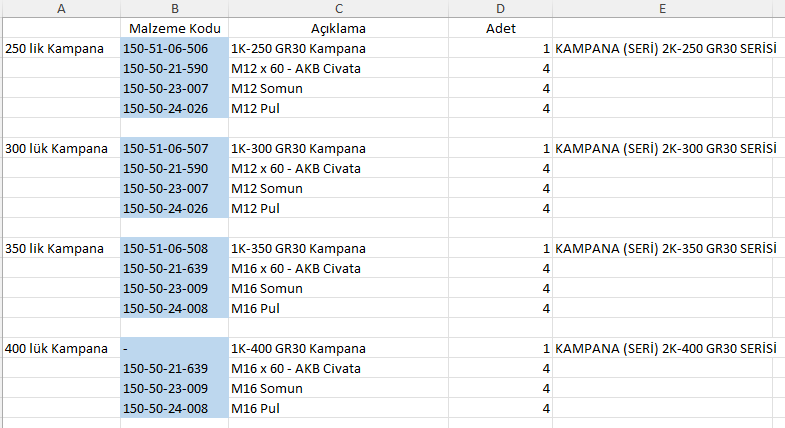 A B C D E
Malzeme Kodu Açıklama Adet
250 lik Kampana 150-51-06-506 1K-250 GR30 Kampana 1 KAMPANA (SERİ) 2K-250 GR30 SERİSİ
150-50-21-590 M12 x 60 - AKB Civata 4
150-50-23-007 M12 Somun 4
150-50-24-026 M12 Pul 4
300 lük Kampana 150-51-06-507 1K-300 GR30 Kampana 1 KAMPANA (SERİ) 2K-300 GR30 SERİSİ
150-50-21-590 M12 x 60 - AKB Civata 4
150-50-23-007 M12 Somun 4
150-50-24-026 M12 Pul 4
350 lik Kampana 150-51-06-508 1K-350 GR30 Kampana 1 KAMPANA (SERİ) 2K-350 GR30 SERİSİ
150-50-21-639 M16 x 60 - AKB Civata 4
150-50-23-009 M16 Somun 4
150-50-24-008 M16 Pul 4
400 lük Kampana - 1K-400 GR30 Kampana 1 KAMPANA (SERİ) 2K-400 GR30 SERİSİ
150-50-21-639 M16 x 60 - AKB Civata 4
150-50-23-009 M16 Somun 4
150-50-24-008 M16 Pul 4